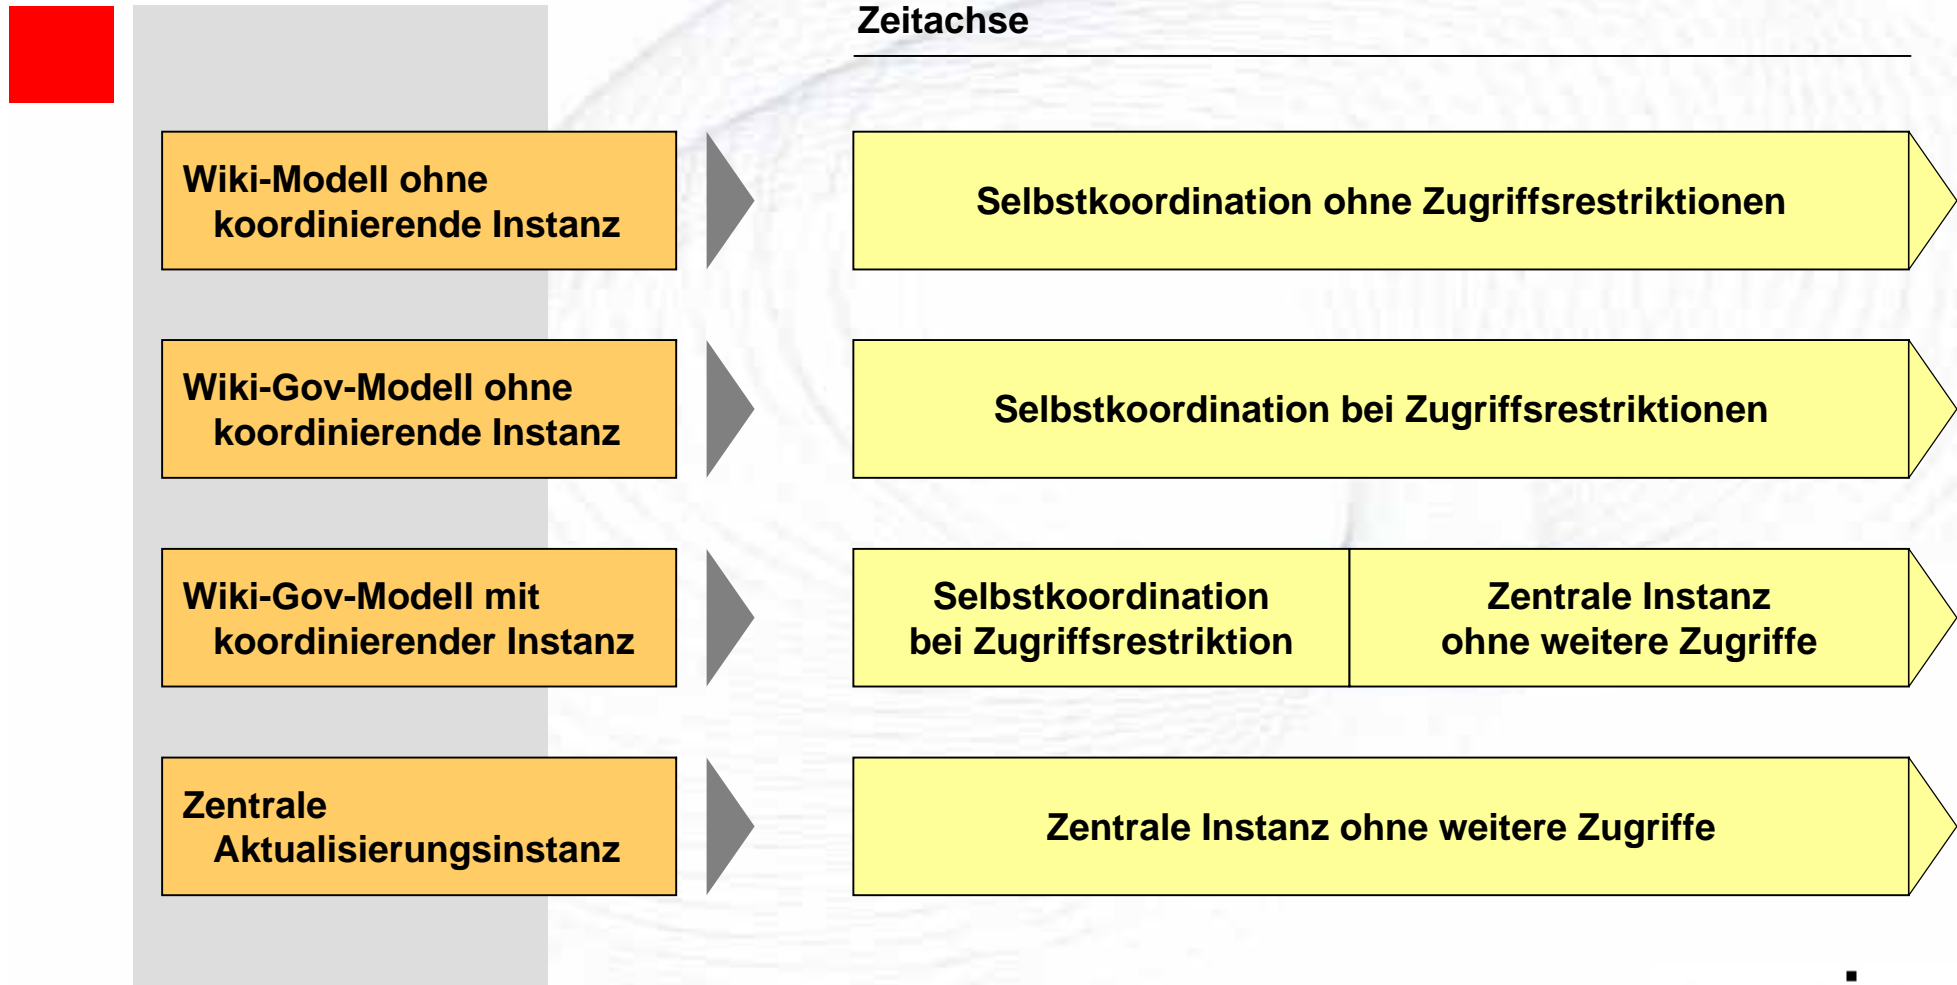 Zeitachse
Wiki-Modell ohne
koordinierende Instanz
Selbstkoordination ohne Zugriffsrestriktionen
Wiki-Gov-Modell ohne
koordinierende Instanz
Selbstkoordination bei Zugriffsrestriktionen
Wiki-Gov-Modell mit
koordinierender Instanz
Selbstkoordination
bei Zugriffsrestriktion
Zentrale Instanz
ohne weitere Zugriffe
Zentrale
Aktualisierungsinstanz
Zentrale Instanz ohne weitere Zugriffe